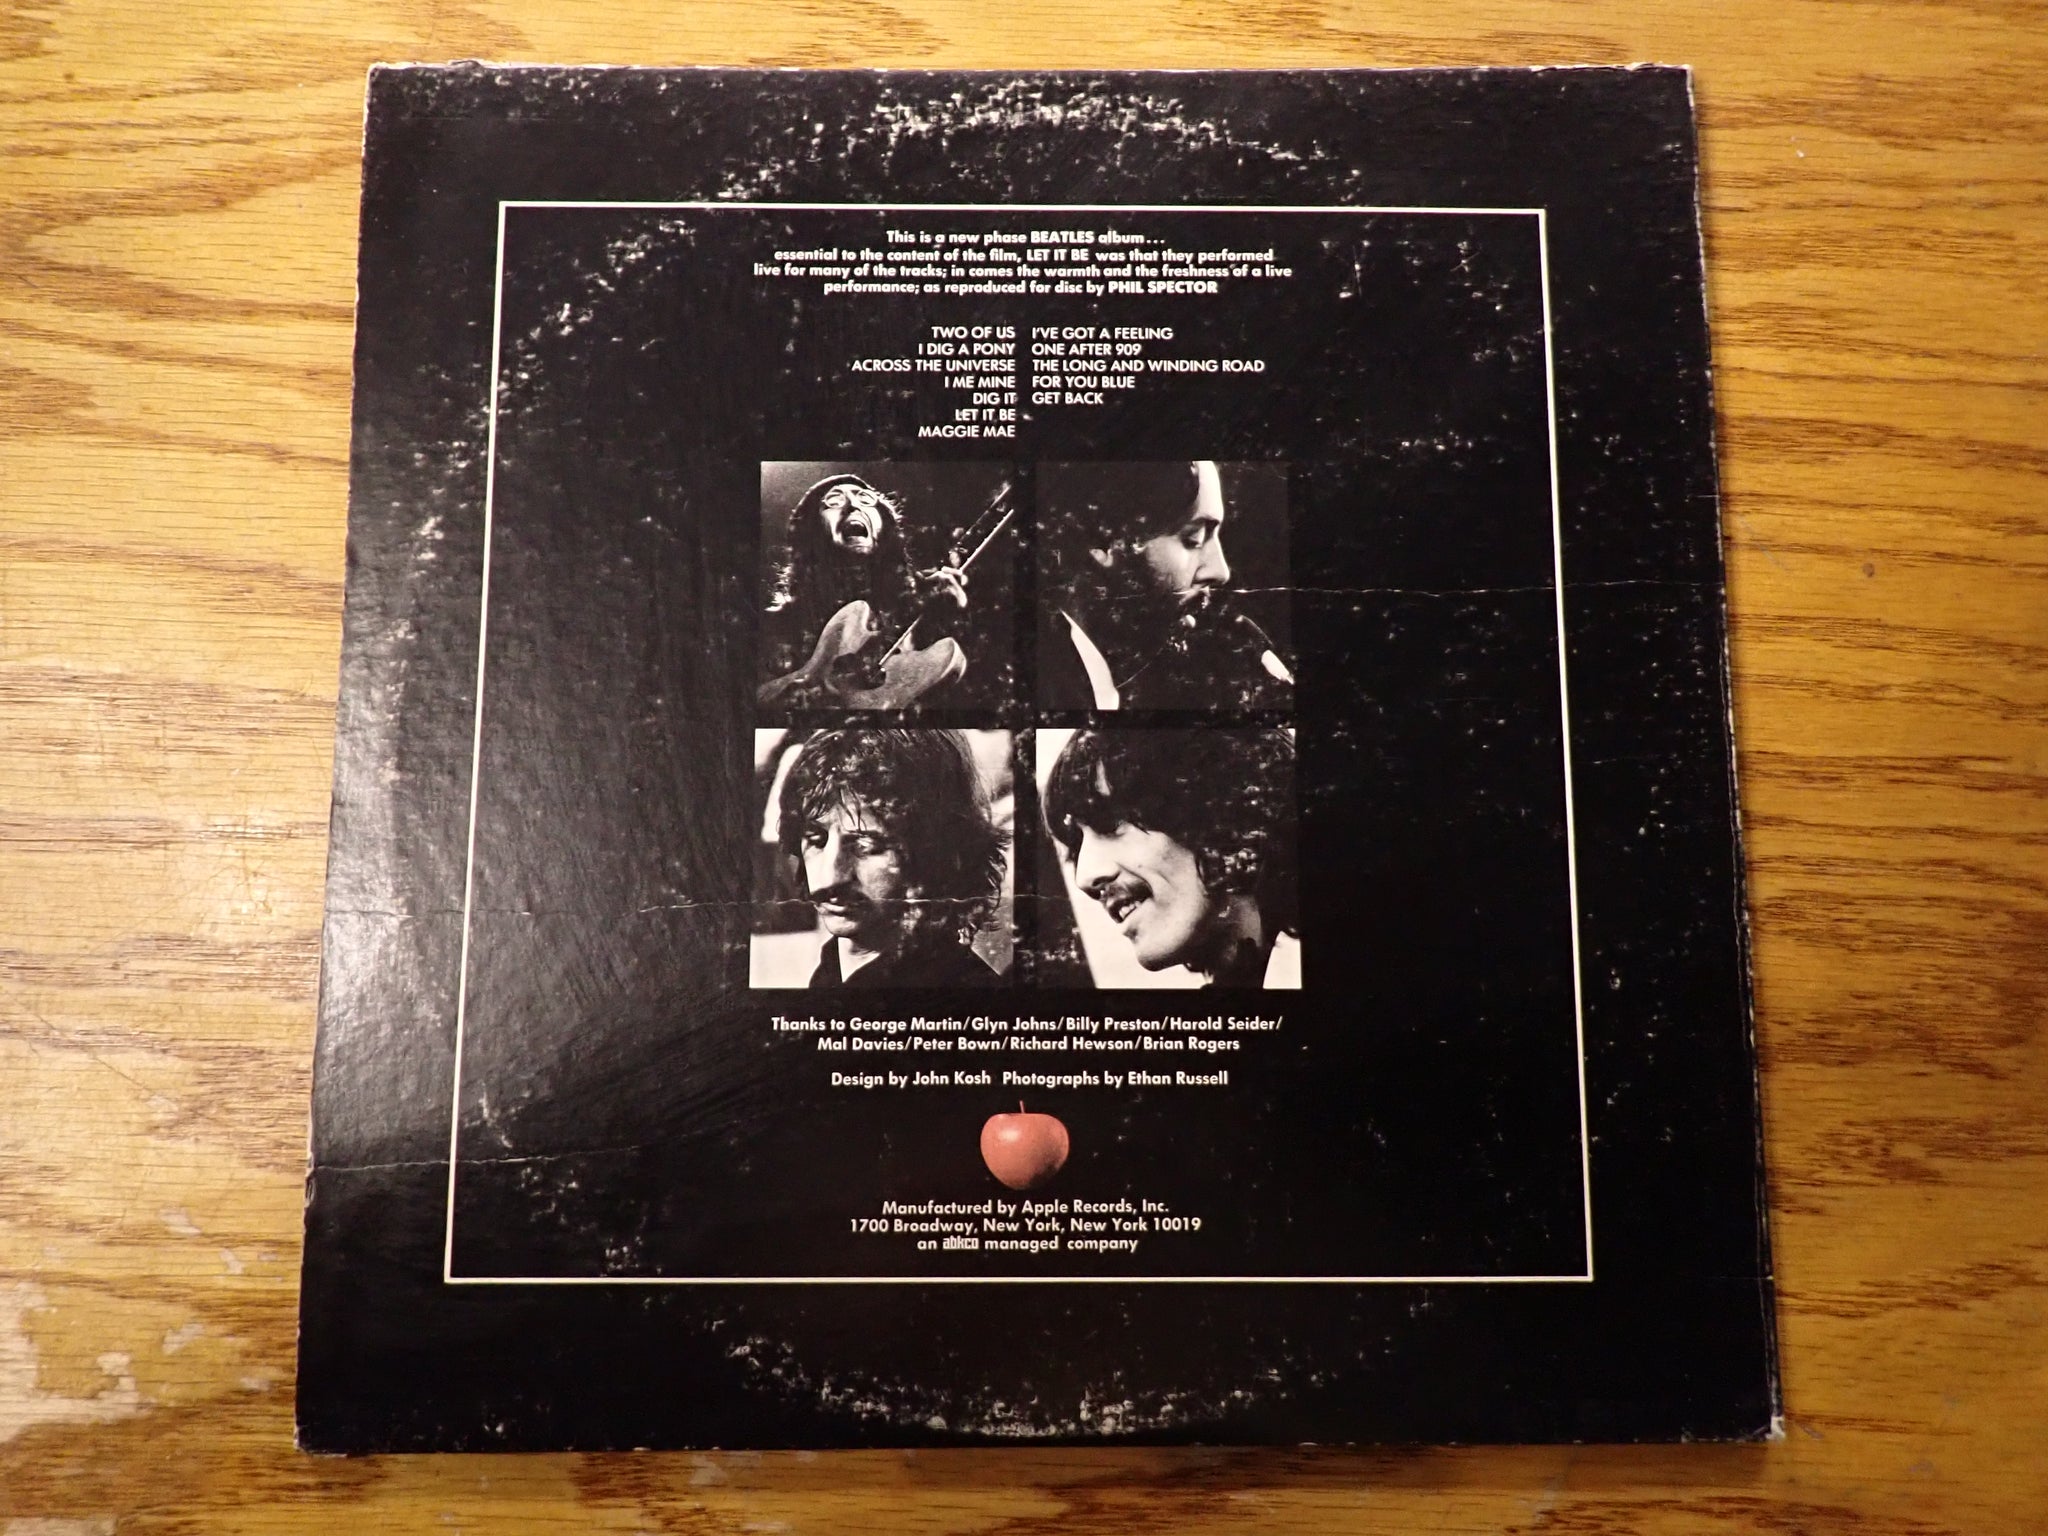 This is a new phase BEATLES album...
essential to the content of the film, LET IT BE was that they performed
live for many of the tracks; in comes the warmth and the freshness of a live
performance; as reproduced for disc by PHIL SPECTOR
TWO OF US
I DIG A PONY
ACROSS THE UNIVERSE
I ME MINE
DIG IT
LET IT BE
MAGGIE MAE
I'VE GOT A FEELING
ONE AFTER 909
THE LONG AND WINDING ROAD
FOR YOU BLUE
GET BACK
Thanks to George Martin/Glyn Johns/Billy Preston/Harold Seider/
Mal Davies/Peter Bown/Richard Hewson/Brian Rogers
Design by John Kosh Photographs by Ethan Russell
Manufactured by Apple Records, Inc.
1700 Broadway, New York, New York 10019
an abkco managed company